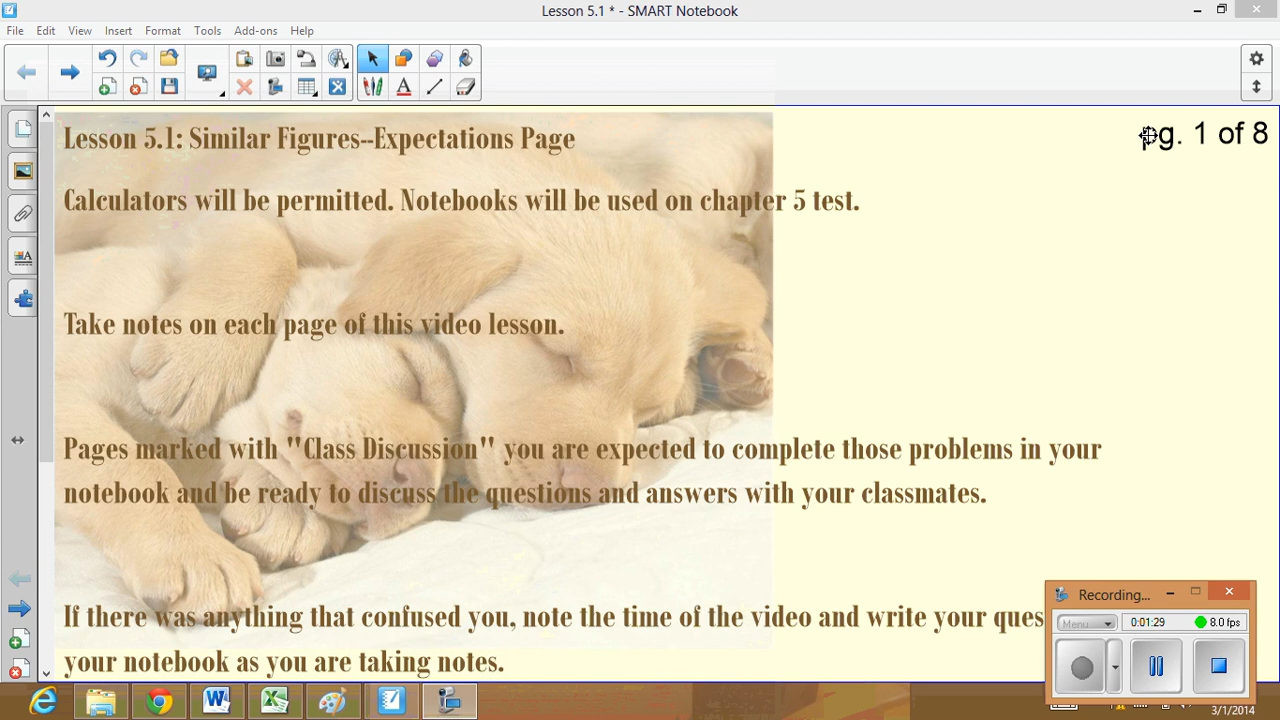 Lesson 5.1 * - SMART Notebook
File Edit View Insert Format Tools Add-ons Help
Lesson 5.1: Similar Figures--Expectations Page
pg. 1 of 8
Calculators will be permitted. Notebooks will be used on chapter 5 test.
Take notes on each page of this video lesson.
Pages marked with "Class Discussion" you are expected to complete those problems in your
notebook and be ready to discuss the questions and answers with your classmates.
If there was anything that confused you, note the time of the video and write your ques
your notebook as you are taking notes.
Recording...
Menu 0:01:29 8.0 fps
3/1/2014